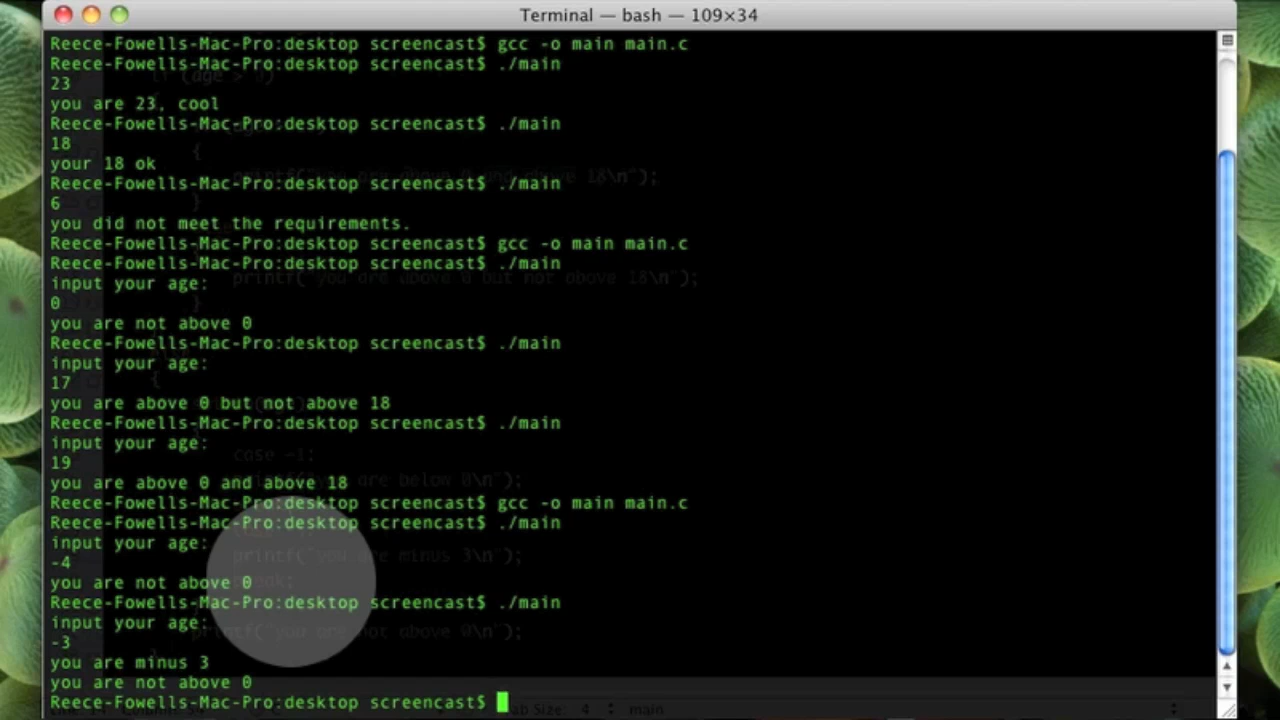 Terminal — bash — 109×34
Reece-Fowells-Mac-Pro:desktop screencast$ gcc -o main main.c
Reece-Fowells-Mac-Pro:desktop screencast$ ./main
23
you are 23, cool
Reece-Fowells-Mac-Pro:desktop screencast$ ./main
18
your 18 ok
Reece-Fowells-Mac-Pro:desktop screencast$ ./main
6
you did not meet the requirements.
Reece-Fowells-Mac-Pro:desktop screencast$ gcc -o main main.c
Reece-Fowells-Mac-Pro:desktop screencast$ ./main
input your age:
0
you are not above 0
Reece-Fowells-Mac-Pro:desktop screencast$ ./main
input your age:
17
you are above 0 but not above 18
Reece-Fowells-Mac-Pro:desktop screencast$ ./main
input your age:
19
you are above 0 and above 18
Reece-Fowells-Mac-Pro:desktop screencast$ gcc -o main main.c
Reece-Fowells-Mac-Pro:desktop screencast$ ./main
input your age:
-4
you are not above 0
Reece-Fowells-Mac-Pro:desktop screencast$ ./main
input your age:
-3
you are minus 3
you are not above 0
Reece-Fowells-Mac-Pro:desktop screencast$